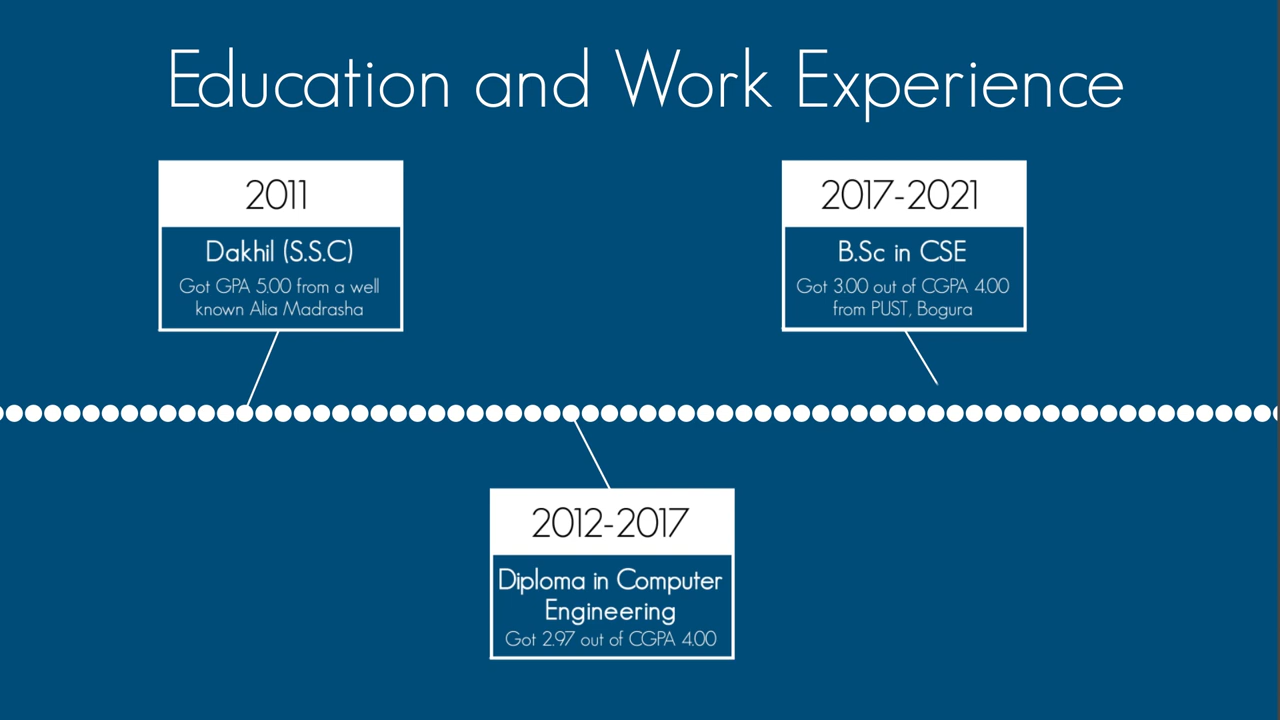 Education and Work Experience
2011
Dakhil (S.S.C)
Got GPA 5.00 from a well
known Alia Madrasha
2017-2021
B.Sc in CSE
Got 3.00 out of CGPA 4.00
from PUST, Bogura
2012-2017
Diploma in Computer
Engineering
Got 2.97 out of CGPA 4.00